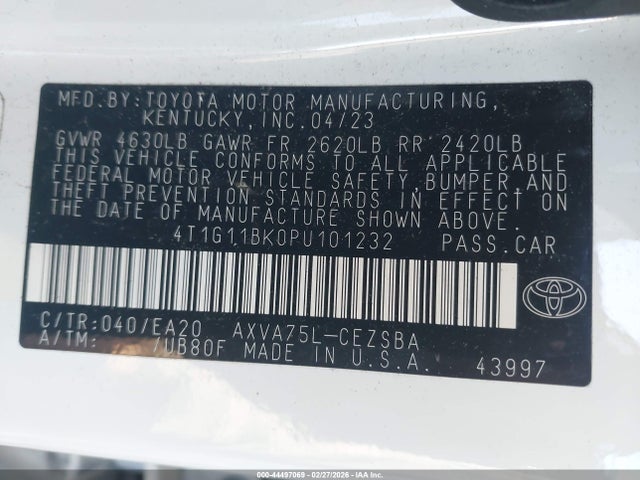 MFD.BY:TOYOTA MOTOR MANUFACTURING,
KENTUCKY,INC.04/23
GVWR 4630LB GAWR FR 2620LB RR 2420LB
THIS VEHICLE CONFORMS TO ALL APPLICABLE
FEDERAL MOTOR VEHICLE SAFETY,BUMPER,AND
THEFT PREVENTION STANDARDS IN EFFECT ON
THE DATE OF MANUFACTURE SHOWN ABOVE.
4T1G11BK0PU101232 PASS.CAR
C/TR:040/EA20 AXVA75L-CEZSBA
A/TM: /UB80F MADE IN U.S.A. 43997
000-44497069 - 02/27/2026 - IAA Inc.